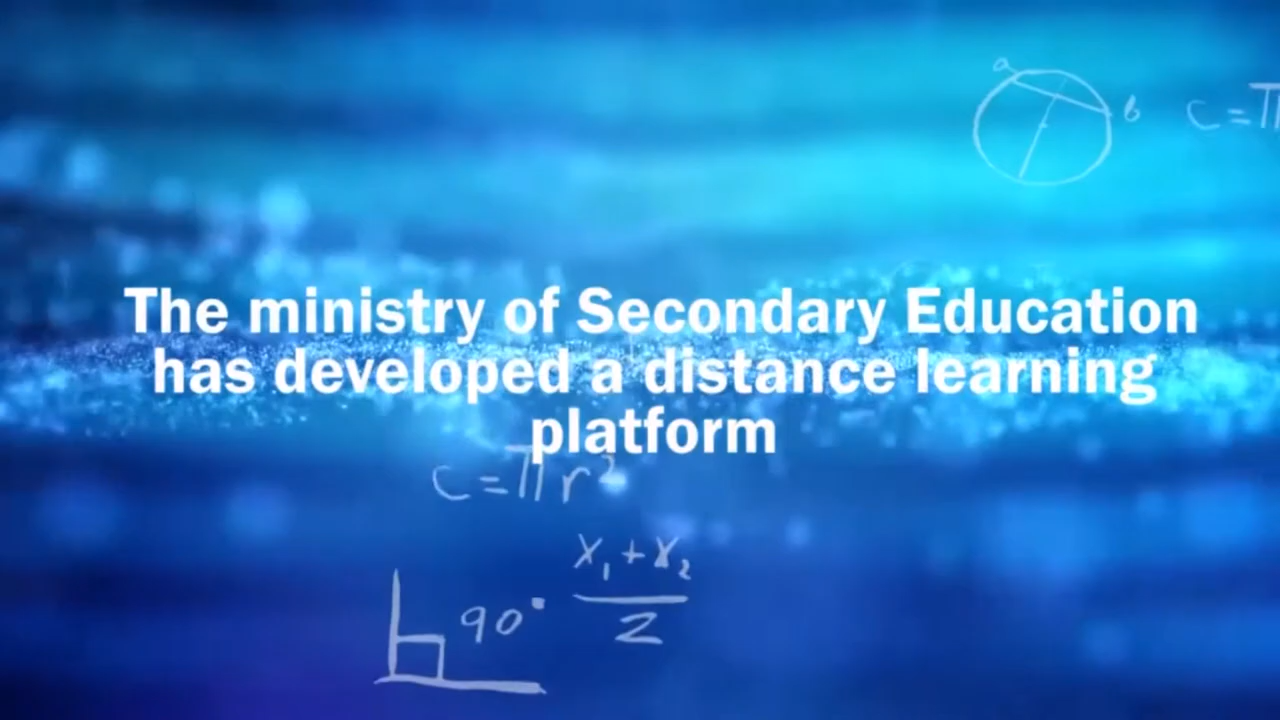 a
b
c=π
The ministry of Secondary Education
has developed a distance learning
platform
c=πr²
x₁+x₂
2
90°